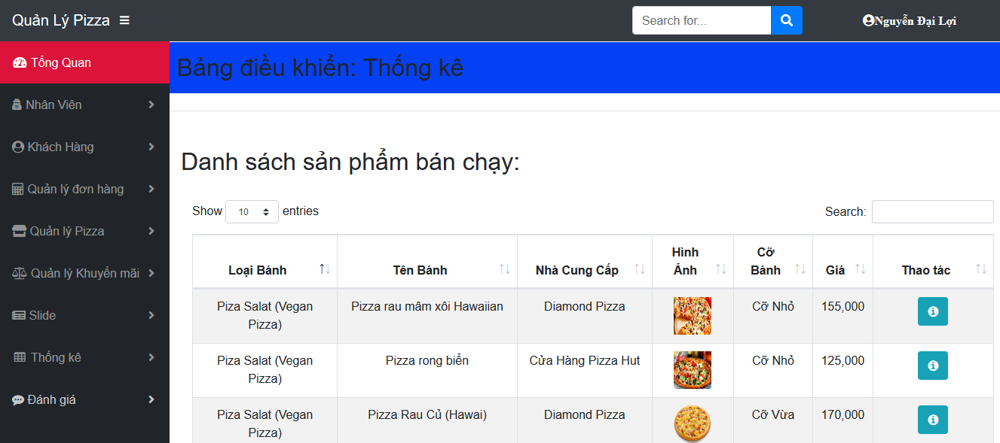 Quản Lý Pizza
Search for...
Nguyễn Đại Lợi
Tổng Quan
Nhân Viên
Khách Hàng
Quản lý đơn hàng
Quản lý Pizza
Quản lý Khuyến mãi
Slide
Thống kê
Đánh giá
Bảng điều khiển: Thống kê
Danh sách sản phẩm bán chạy:
Show 10 entries
Search:
Loại Bánh Tên Bánh Nhà Cung Cấp Hình Ảnh Cỡ Bánh Giá Thao tác
Piza Salat (Vegan Pizza) Pizza rau mâm xôi Hawaiian Diamond Pizza Cỡ Nhỏ 155,000
Piza Salat (Vegan Pizza) Pizza rong biển Cửa Hàng Pizza Hut Cỡ Nhỏ 125,000
Piza Salat (Vegan Pizza) Pizza Rau Củ (Hawai) Diamond Pizza Cỡ Vừa 170,000